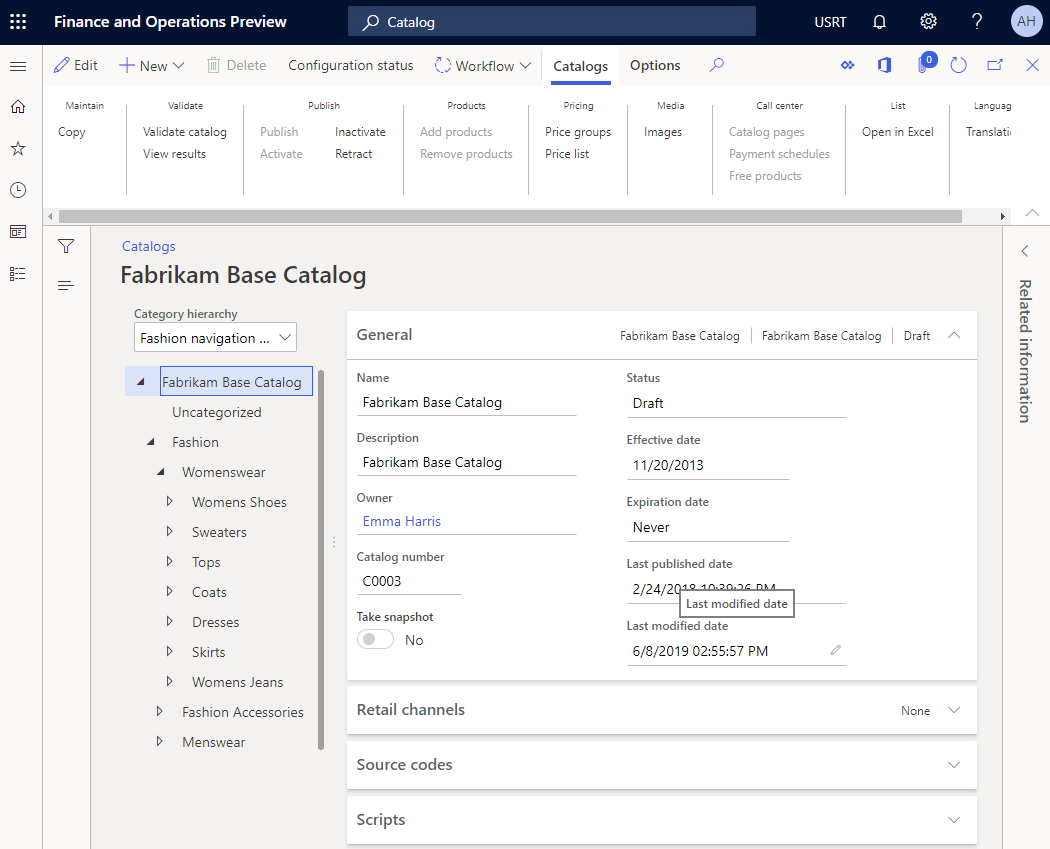 Finance and Operations Preview
Catalog
USRT
AH
Edit
New
Delete
Configuration status
Workflow
Catalogs
Options
0
Maintain
Copy
Validate
Validate catalog
View results
Publish
Publish
Activate
Inactivate
Retract
Products
Add products
Remove products
Pricing
Price groups
Price list
Media
Images
Call center
Catalog pages
Payment schedules
Free products
List
Open in Excel
Languag
Translati
Catalogs
Fabrikam Base Catalog
Category hierarchy
Fashion navigation ...
Fabrikam Base Catalog
Uncategorized
Fashion
Womenswear
Womens Shoes
Sweaters
Tops
Coats
Dresses
Skirts
Womens Jeans
Fashion Accessories
Menswear
General
Fabrikam Base Catalog
Fabrikam Base Catalog
Draft
Name
Fabrikam Base Catalog
Description
Fabrikam Base Catalog
Owner
Emma Harris
Catalog number
C0003
Take snapshot
No
Status
Draft
Effective date
11/20/2013
Expiration date
Never
Last published date
2/24/2018 10:39:26 PM
Last modified date
Last modified date
6/8/2019 02:55:57 PM
Retail channels
None
Source codes
Scripts
Related information